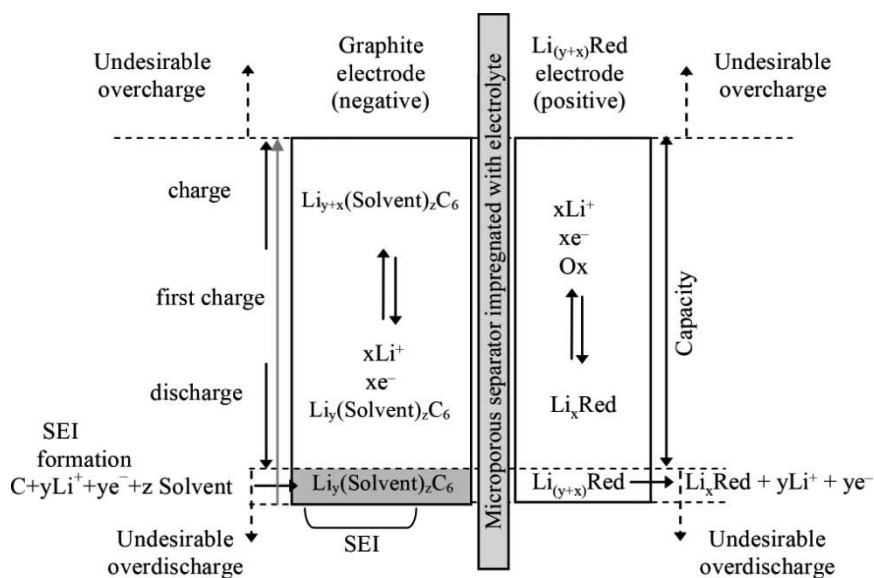 Undesirable
overcharge
Graphite
electrode
(negative)
Microporous separator impregnated with electrolyte
Li₍y+x₎Red
electrode
(positive)
Undesirable
overcharge
charge
first charge
discharge
Liy+x(Solvent)zC₆
xLi⁺
xe⁻
Liy(Solvent)zC₆
xLi⁺
xe⁻
Ox
LixRed
Capacity
SEI
formation
C+yLi⁺+ye⁻+z Solvent
Liy(Solvent)zC₆
Li(y+x)Red
LixRed + yLi⁺ + ye⁻
SEI
Undesirable
overdischarge
Undesirable
overdischarge